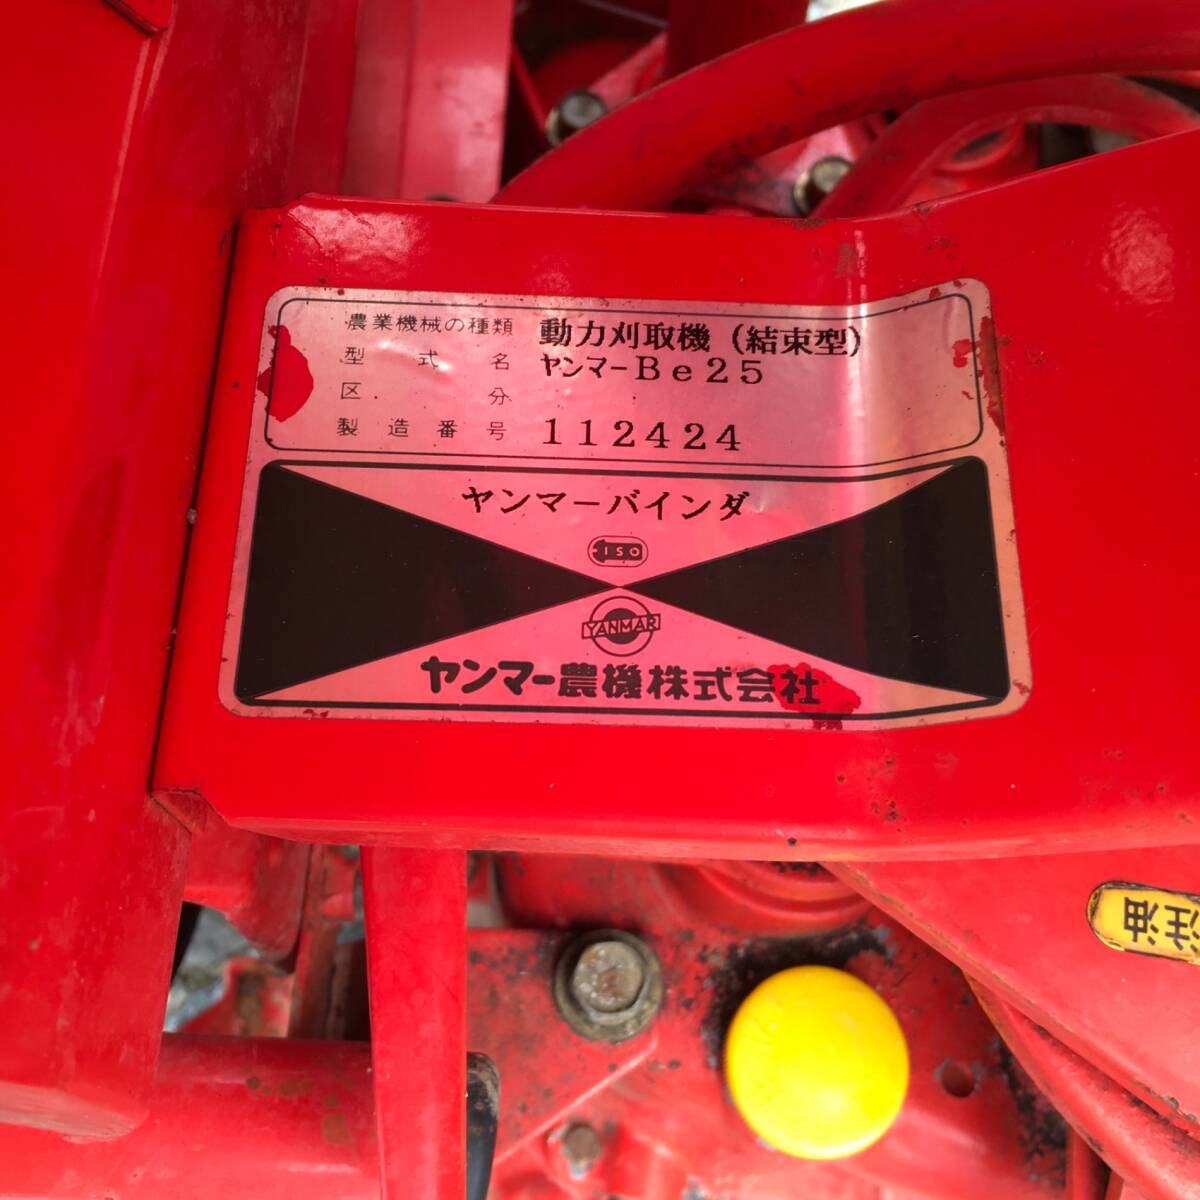 農業機械の種類 動力刈取機(結束型)
型式名 ヤンマーBe25
区分
製造番号 112424
ヤンマーバインダ
ISO
YANMAR
ヤンマー農機株式会社
注油